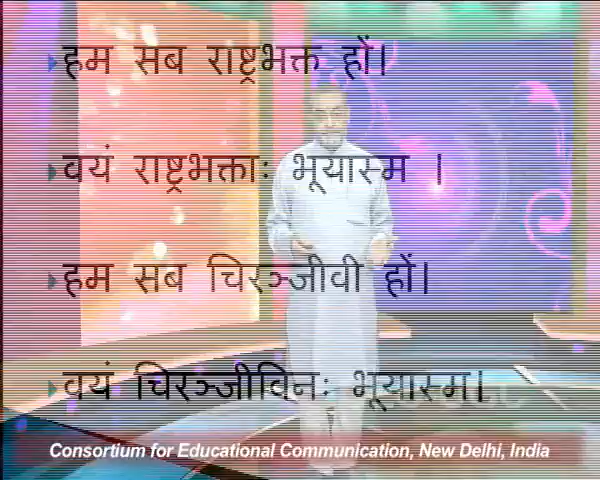 हम सब राष्ट्रभक्त हों।
वयं राष्ट्रभक्ताः भूयास्म ।
हम सब चिरञ्जीवी हों।
वयं चिरञ्जीविनः भूयास्म।
Consortium for Educational Communication, New Delhi, India